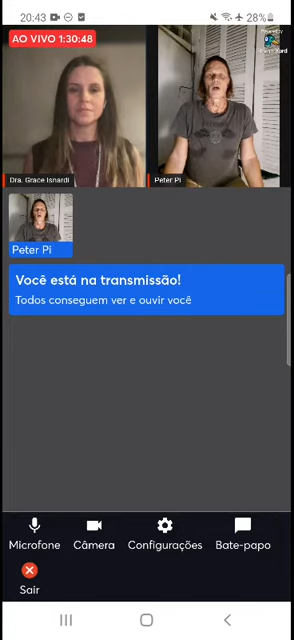 20:43
28%
AO VIVO 1:30:48
Dra. Grace Isnardi
Peter Pi
Peter Pi
Você está na transmissão!
Todos conseguem ver e ouvir você
Microfone
Câmera
Configurações
Bate-papo
Sair